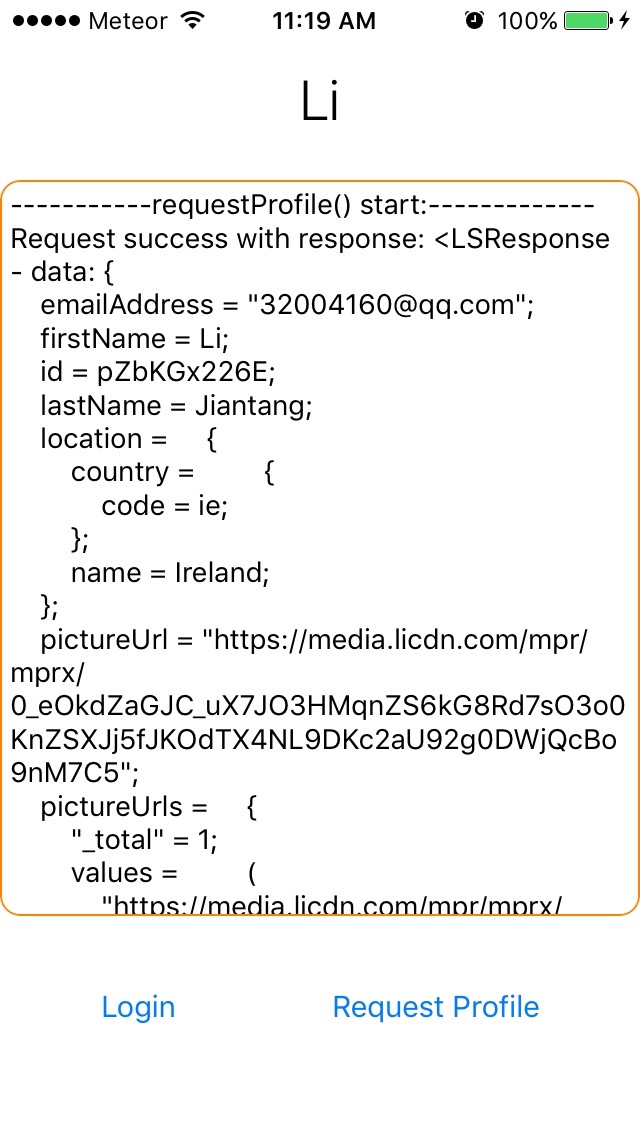 Meteor 11:19 AM 100%
Li
-----------requestProfile() start:-------------
Request success with response: <LSResponse
- data: {
emailAddress = "32004160@qq.com";
firstName = Li;
id = pZbKGx226E;
lastName = Jiantang;
location = {
country = {
code = ie;
};
name = Ireland;
};
pictureUrl = "https://media.licdn.com/mpr/
mprx/
0_eOkdZaGJC_uX7JO3HMqnZS6kG8Rd7sO3o0
KnZSXJj5fJKOdTX4NL9DKc2aU92g0DWjQcBo
9nM7C5";
pictureUrls = {
"_total" = 1;
values = (
"https://media.licdn.com/mpr/mprx/
Login Request Profile